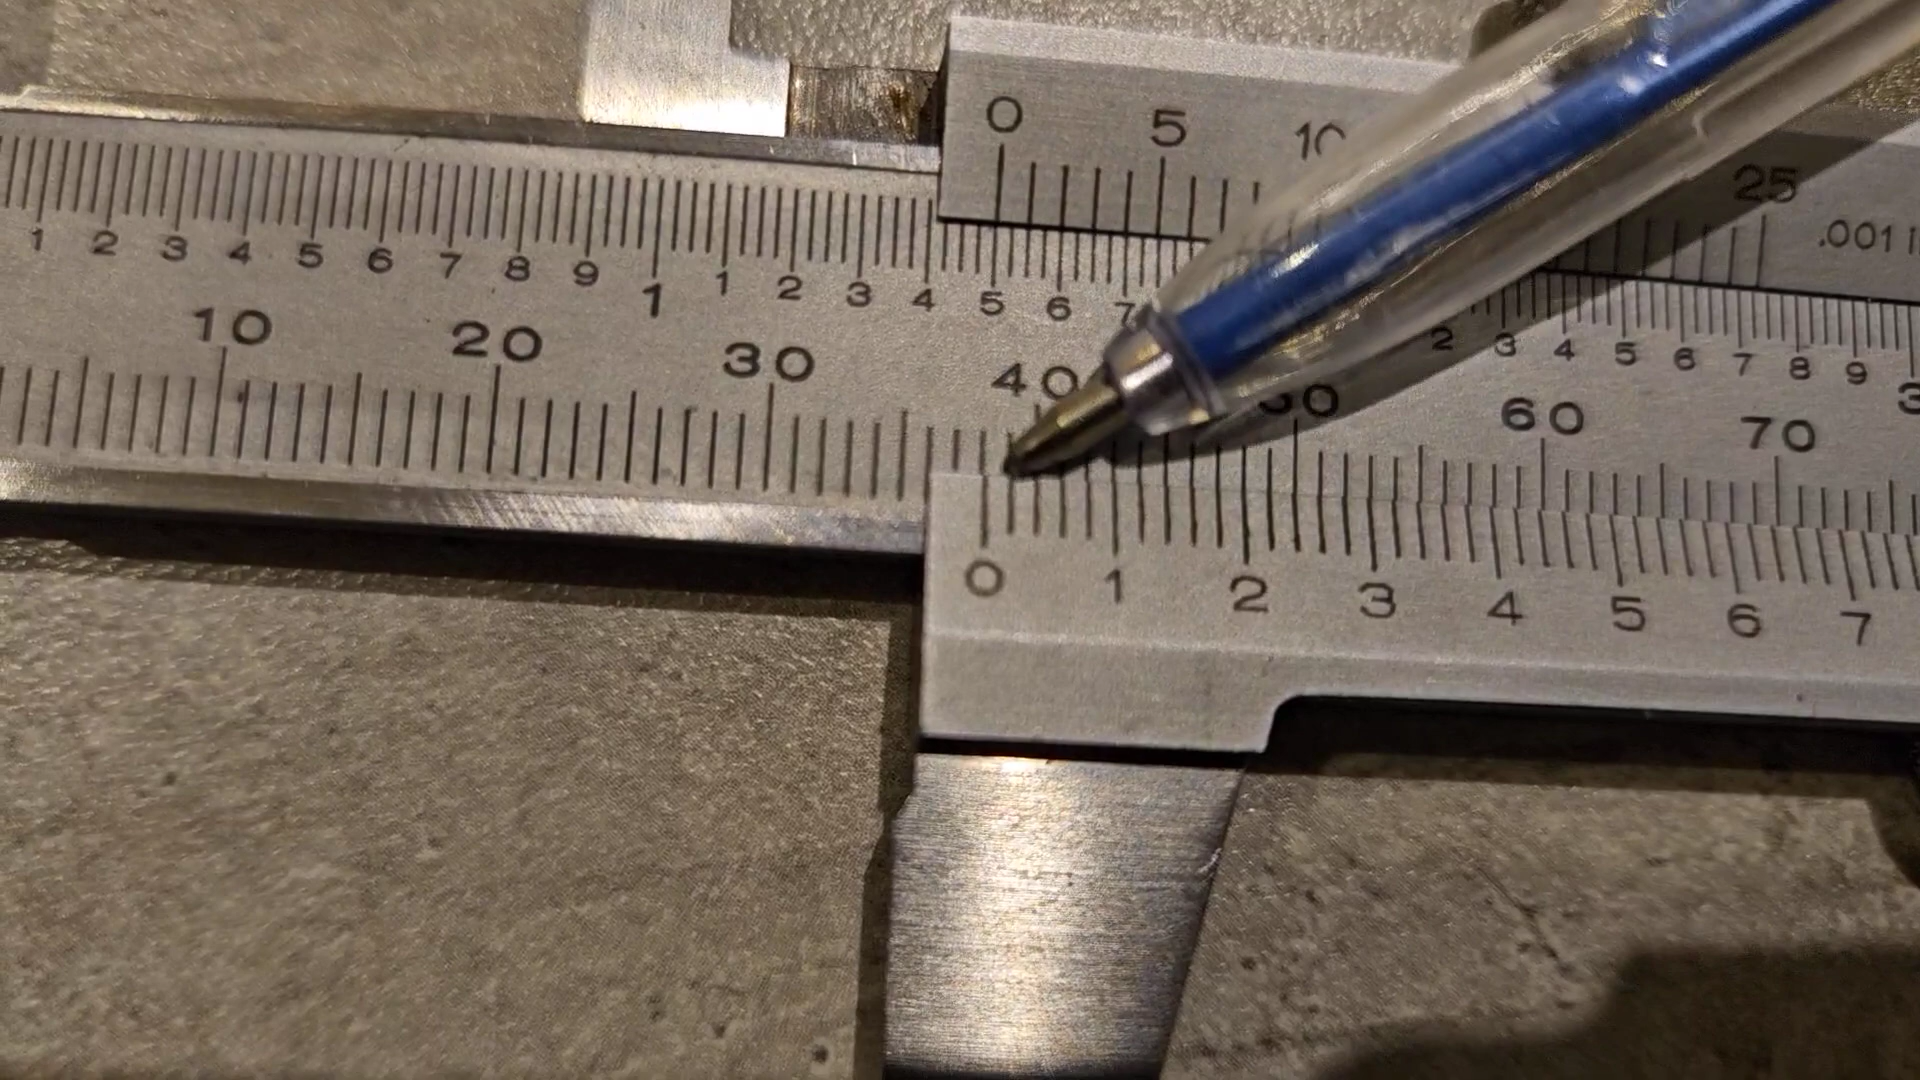 0 5 10 25
.001 i
1 2 3 4 5 6 7 8 9 1 1 2 3 4 5 6 7 2 3 4 5 6 7 8 9 3
10 20 30 40 50 60 70
0 1 2 3 4 5 6 7